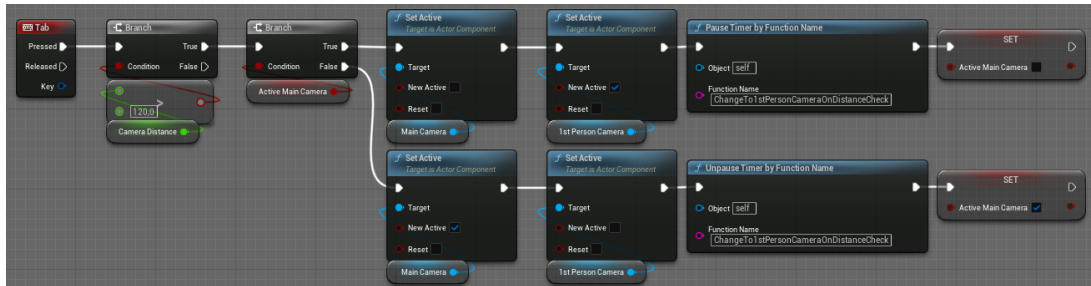 Tab
Pressed
Released
Key
Branch
True
Condition
False
>
120,0
Camera Distance
Branch
True
Condition
False
Active Main Camera
f Set Active
Target is Actor Component
Target
New Active
Reset
Main Camera
f Set Active
Target is Actor Component
Target
New Active
Reset
1st Person Camera
f Pause Timer by Function Name
Object self
Function Name
ChangeTo1stPersonCameraOnDistanceCheck
SET
Active Main Camera
f Set Active
Target is Actor Component
Target
New Active
Reset
Main Camera
f Set Active
Target is Actor Component
Target
New Active
Reset
1st Person Camera
f Unpause Timer by Function Name
Object self
Function Name
ChangeTo1stPersonCameraOnDistanceCheck
SET
Active Main Camera